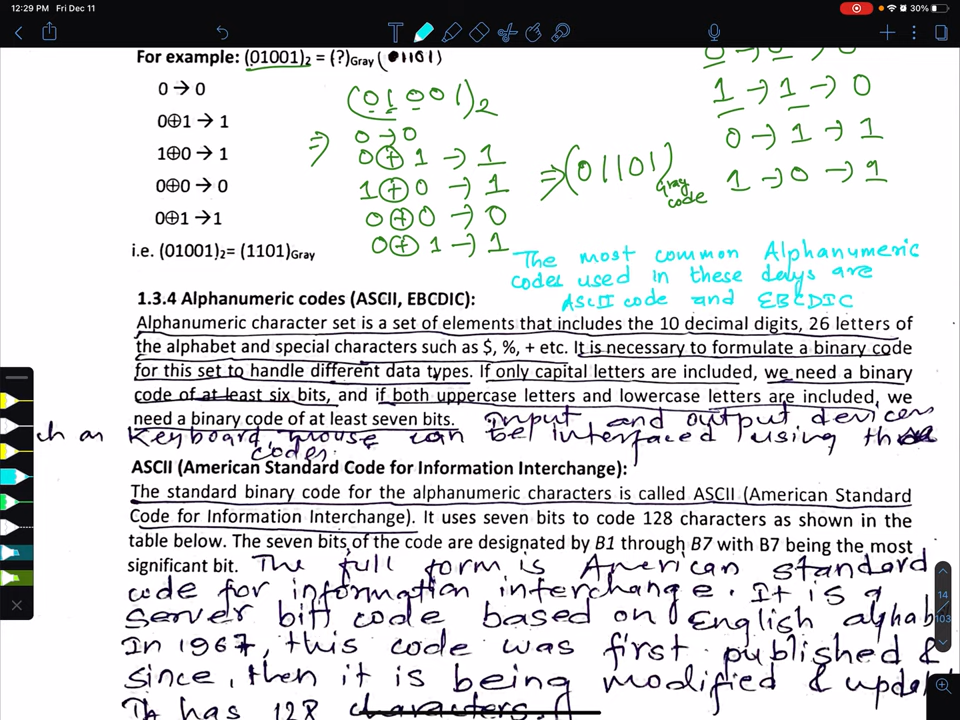 12:29 PM Fri Dec 11
30%
For example: (01001)2 = (?)Gray (01101)
0 → 0
0⊕1 → 1
1⊕0 → 1
0⊕0 → 0
0⊕1 →1
i.e. (01001)2= (1101)Gray
(01001)2
⇒ 0 → 0
0 ⊕ 1 → 1
1 ⊕ 0 → 1
0 ⊕ 0 → 0
0 ⊕ 1 → 1
⇒ (01101) Gray code
1 → 1 → 0
0 → 1 → 1
1 → 0 → 1
The most common Alphanumeric
codes used in these days are
ASCII code and EBCDIC
1.3.4 Alphanumeric codes (ASCII, EBCDIC):
Alphanumeric character set is a set of elements that includes the 10 decimal digits, 26 letters of
the alphabet and special characters such as $, %, + etc. It is necessary to formulate a binary code
for this set to handle different data types. If only capital letters are included, we need a binary
code of at least six bits, and if both uppercase letters and lowercase letters are included, we
need a binary code of at least seven bits. Input and output devices
ch as Keyboard, mouse can be interfaced using these
codes.
ASCII (American Standard Code for Information Interchange):
The standard binary code for the alphanumeric characters is called ASCII (American Standard
Code for Information Interchange). It uses seven bits to code 128 characters as shown in the
table below. The seven bits of the code are designated by B1 through B7 with B7 being the most
significant bit. The full form is American standard
code for information interchange. It is a
server bitt code based on English alphab
In 1967, this code was first published &
since, then it is being modified & updat
It has 128 characters.
14
103